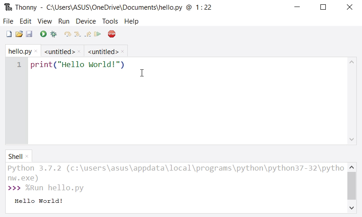 Thonny - C:\Users\ASUS\OneDrive\Documents\hello.py @ 1:22
File Edit View Run Device Tools Help
hello.py × <untitled> × <untitled> ×
1 print("Hello World!")
Shell ×
Python 3.7.2 (c:\users\asus\appdata\local\programs\python\python37-32\pytho
nw.exe)
>>> %Run hello.py
Hello World!